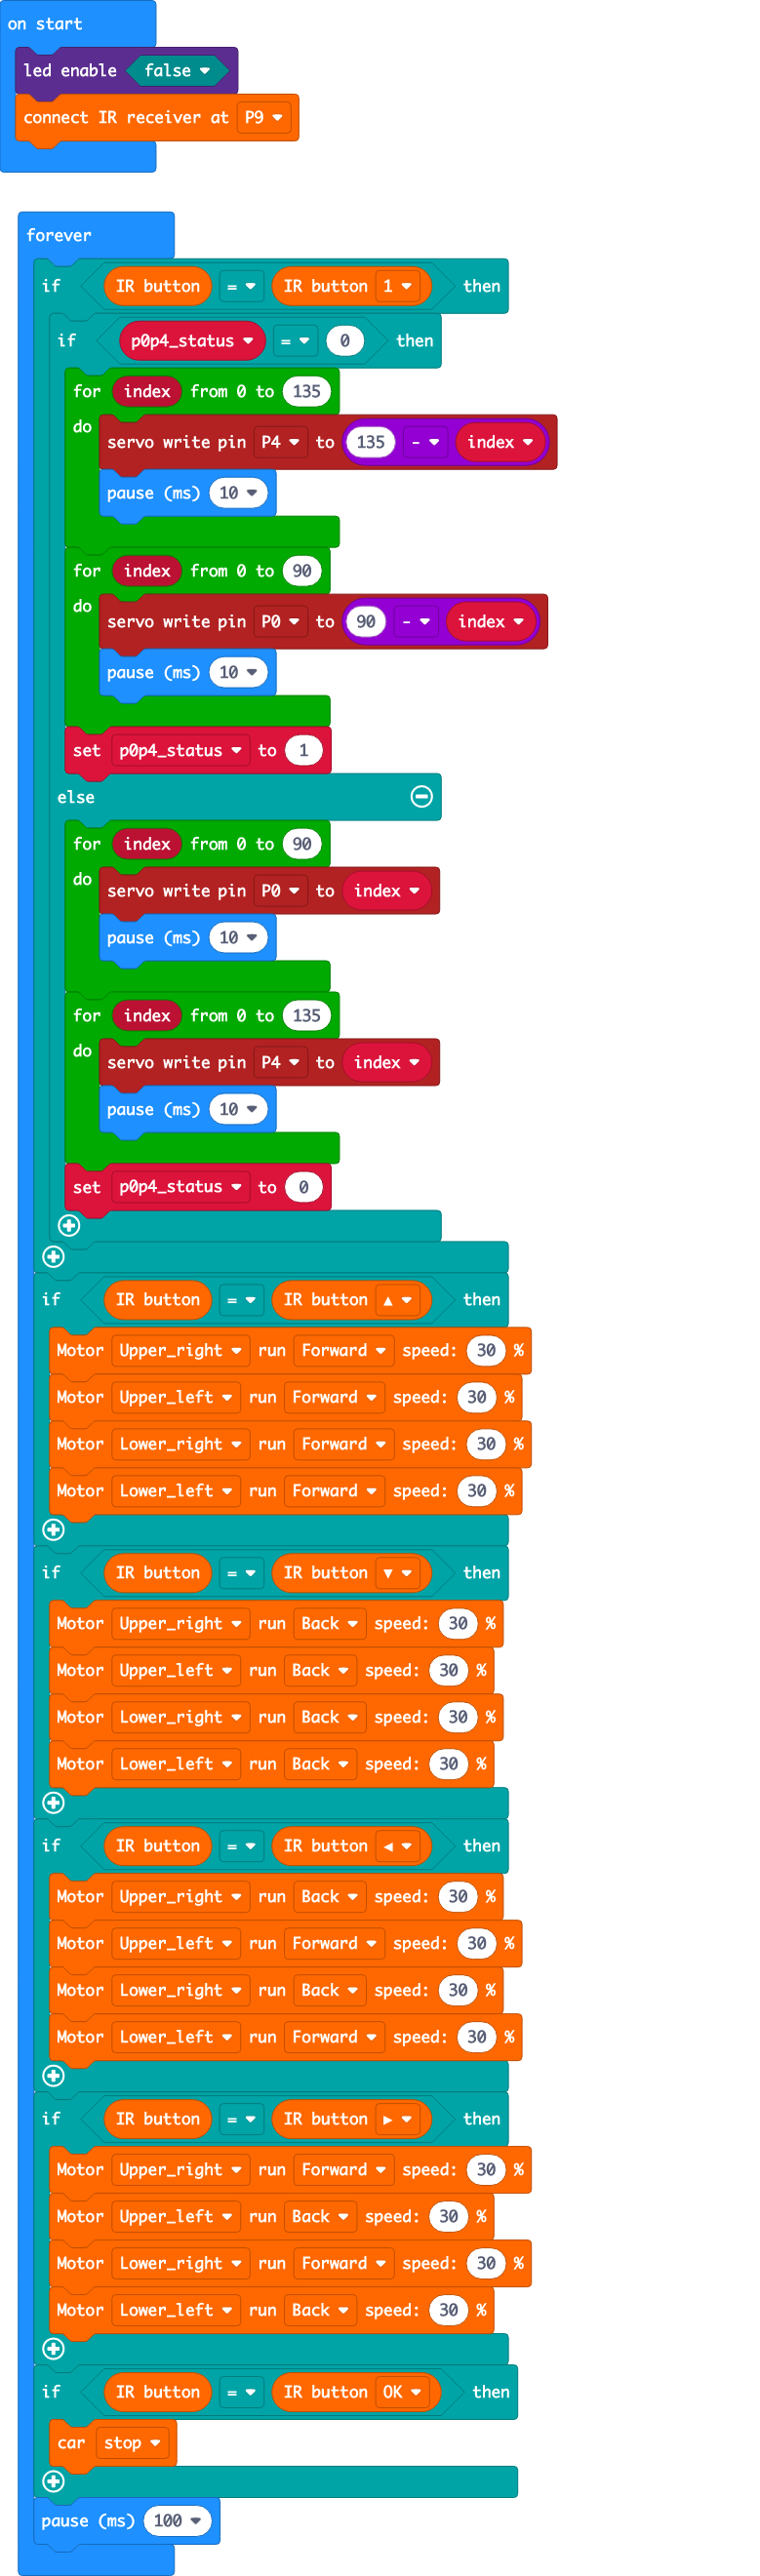 on start
led enable false
connect IR receiver at P9
forever
if IR button = IR button 1 then
if p0p4_status = 0 then
for index from 0 to 135
do servo write pin P4 to 135 - index
pause (ms) 10
for index from 0 to 90
do servo write pin P0 to 90 - index
pause (ms) 10
set p0p4_status to 1
else
for index from 0 to 90
do servo write pin P0 to index
pause (ms) 10
for index from 0 to 135
do servo write pin P4 to index
pause (ms) 10
set p0p4_status to 0
if IR button = IR button ▲ then
Motor Upper_right run Forward speed: 30 %
Motor Upper_left run Forward speed: 30 %
Motor Lower_right run Forward speed: 30 %
Motor Lower_left run Forward speed: 30 %
if IR button = IR button ▼ then
Motor Upper_right run Back speed: 30 %
Motor Upper_left run Back speed: 30 %
Motor Lower_right run Back speed: 30 %
Motor Lower_left run Back speed: 30 %
if IR button = IR button ◀ then
Motor Upper_right run Back speed: 30 %
Motor Upper_left run Forward speed: 30 %
Motor Lower_right run Back speed: 30 %
Motor Lower_left run Forward speed: 30 %
if IR button = IR button ▶ then
Motor Upper_right run Forward speed: 30 %
Motor Upper_left run Back speed: 30 %
Motor Lower_right run Forward speed: 30 %
Motor Lower_left run Back speed: 30 %
if IR button = IR button OK then
car stop
pause (ms) 100